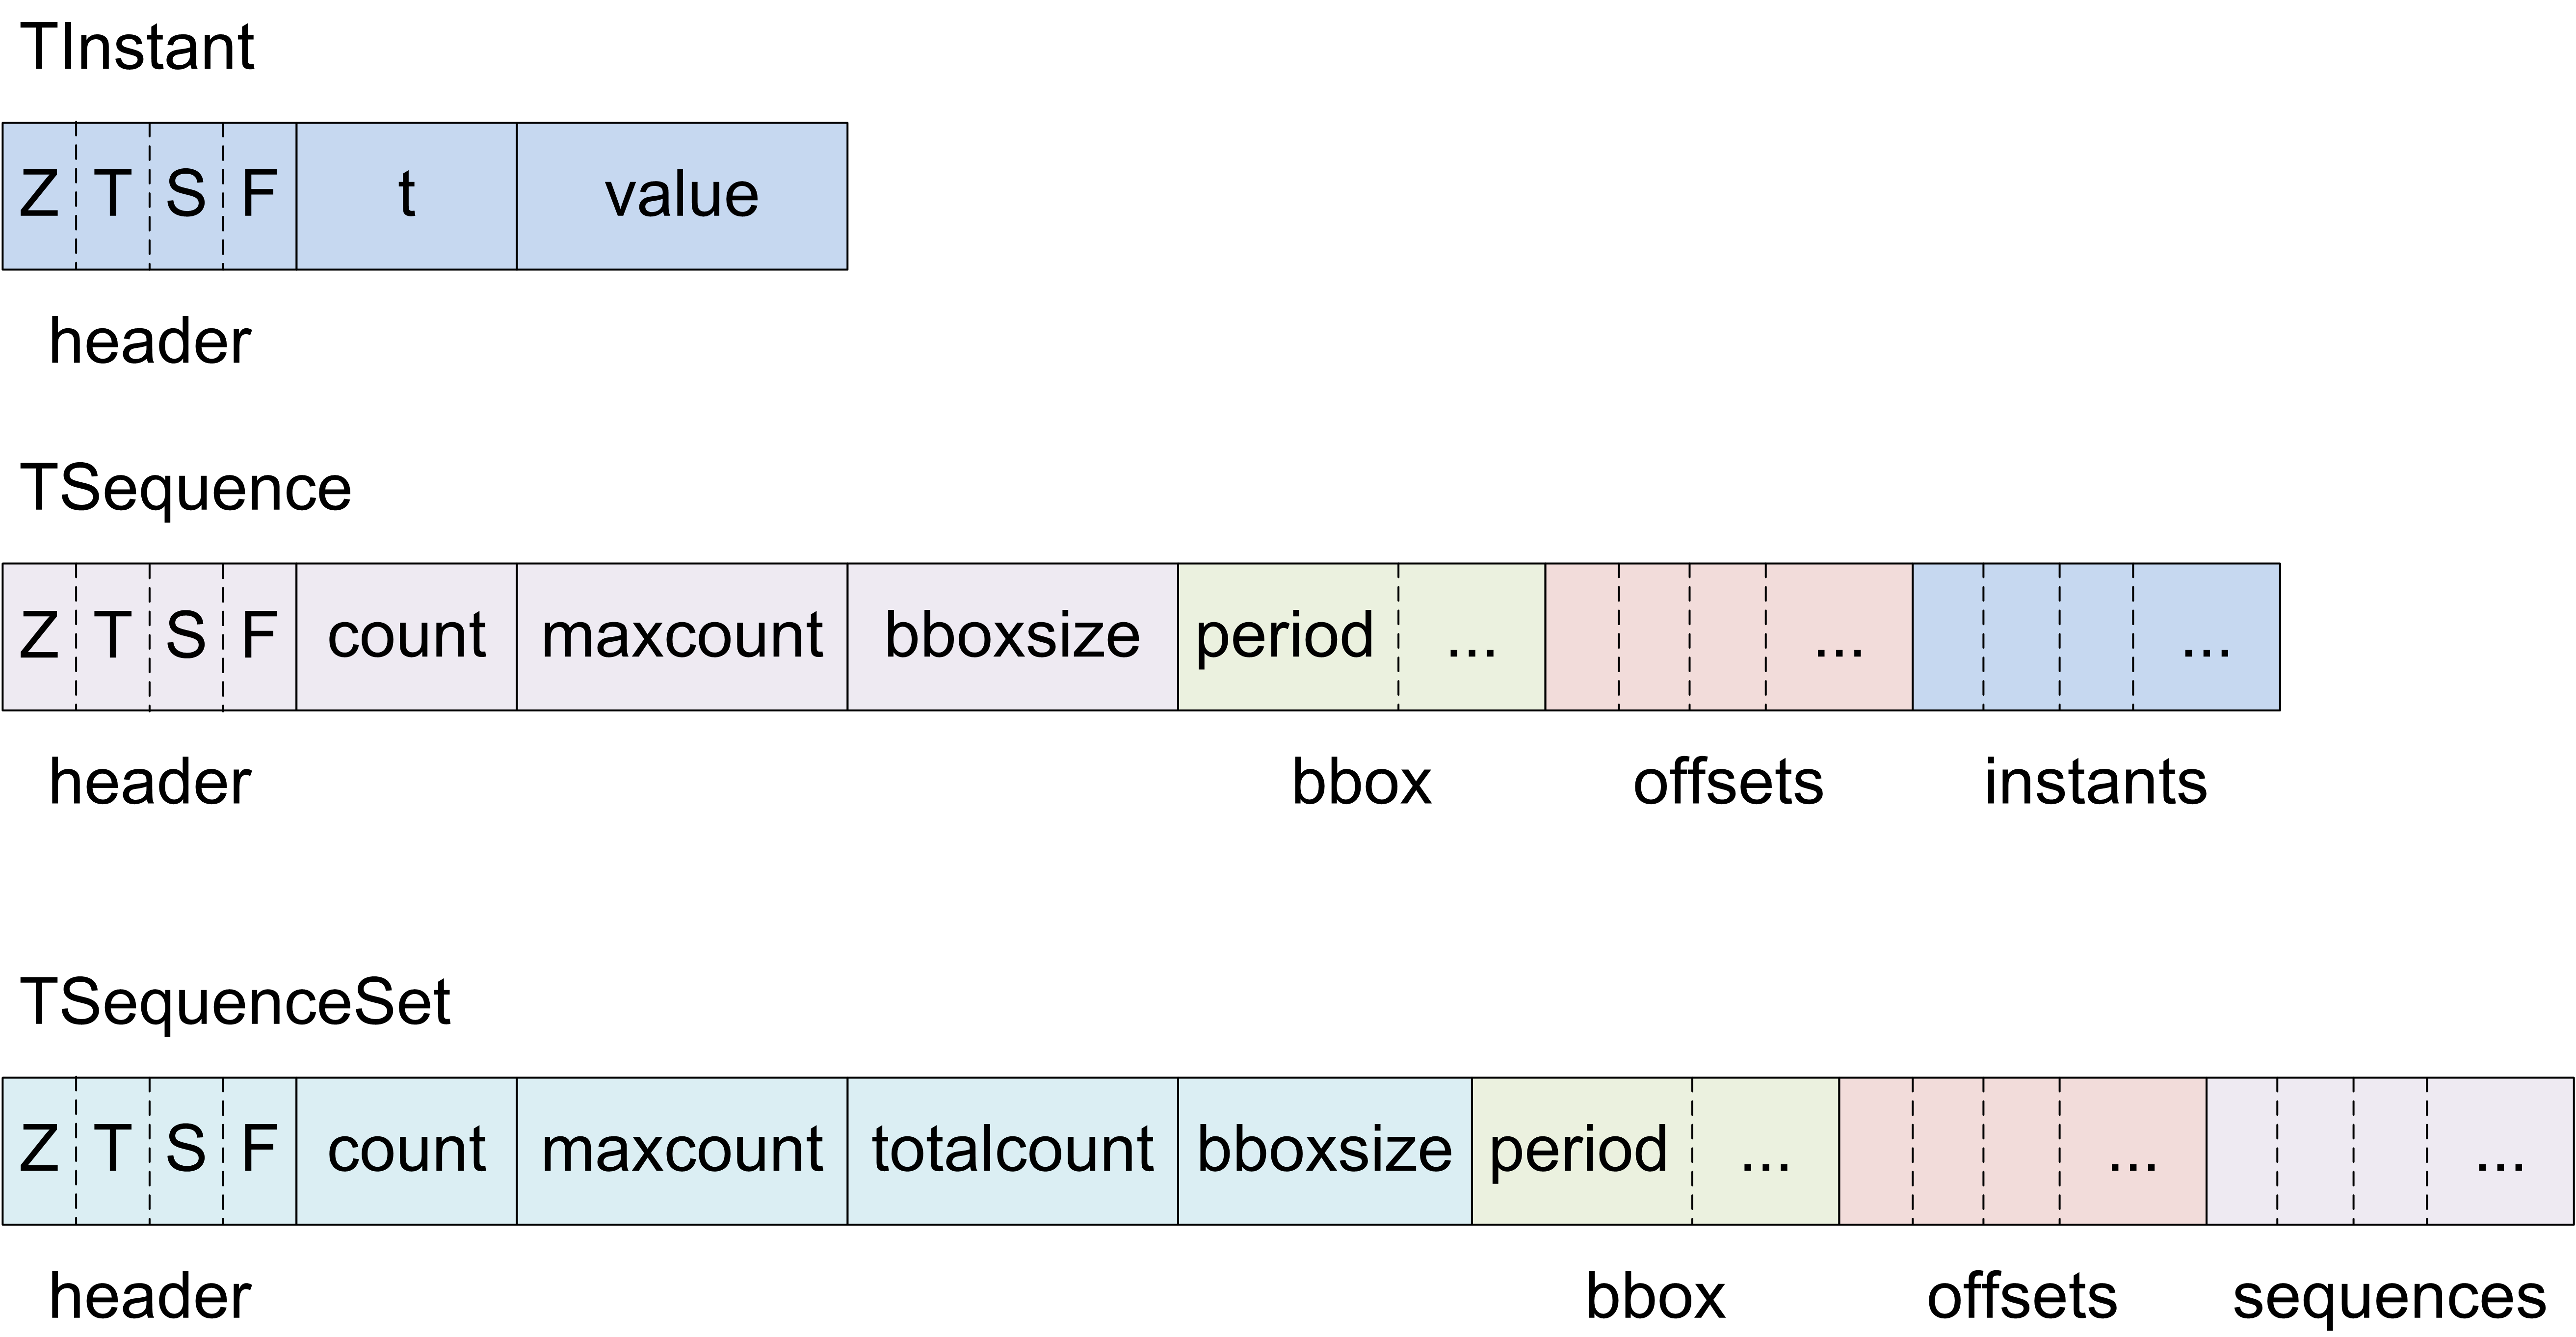 TInstant
Z T S F t value
header
TSequence
Z T S F count maxcount bboxsize period ... ... ...
header bbox offsets instants
TSequenceSet
Z T S F count maxcount totalcount bboxsize period ... ... ...
header bbox offsets sequences